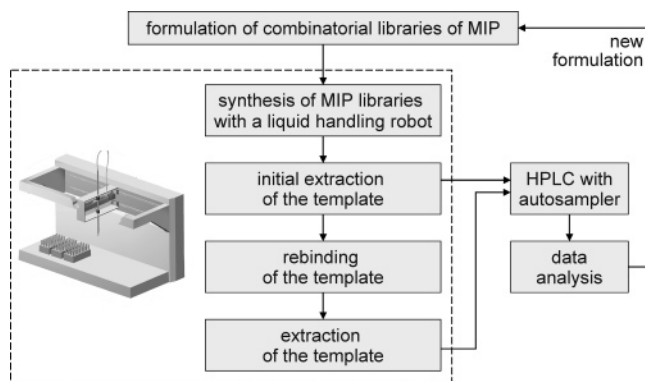 formulation of combinatorial libraries of MIP
new
formulation
synthesis of MIP libraries
with a liquid handling robot
initial extraction
of the template
HPLC with
autosampler
rebinding
of the template
data
analysis
extraction
of the template